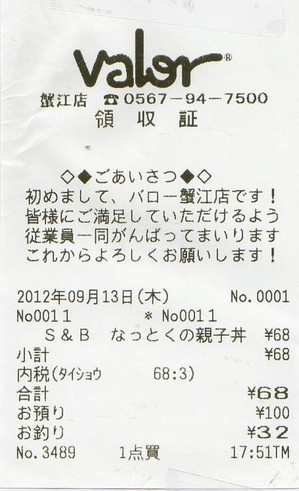 valor®
蟹江店 ☎0567-94-7500
領収証
◇◆ごあいさつ◆◇
初めまして、バロー蟹江店です!
皆様にご満足していただけるよう
従業員一同がんばってまいります
これからよろしくお願いします!
2012年09月13日(木) No.0001
No0011 * No0011
S&B なっとくの親子丼 ¥68
小計 ¥68
内税(ﾀｲｼｮｳ 68:3)
合計 ¥68
お預り ¥100
お釣り ¥32
No.3489 1点買 17:51TM